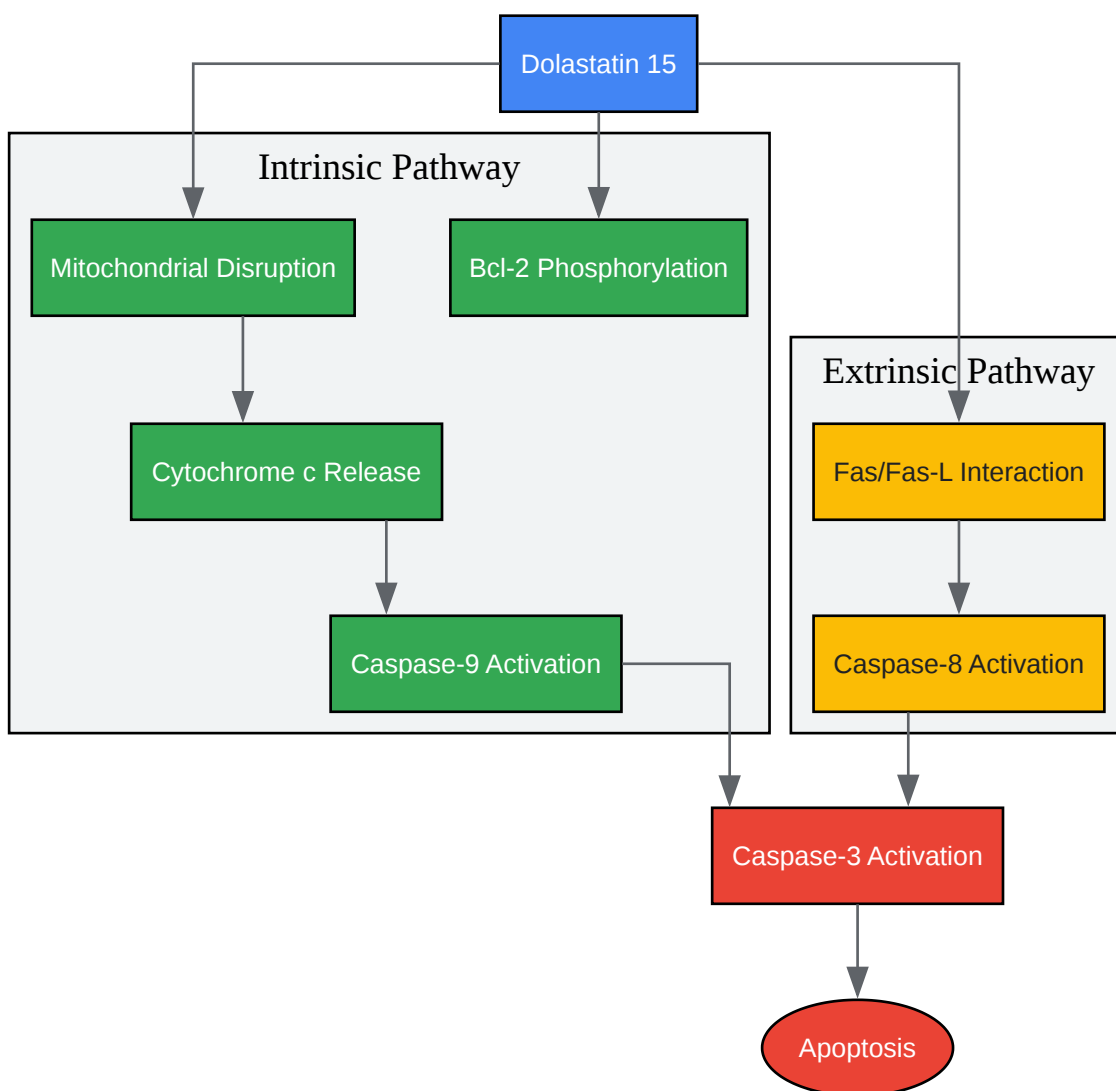 Dolastatin 15
Intrinsic Pathway
Mitochondrial Disruption
Bcl-2 Phosphorylation
Extrinsic Pathway
Cytochrome c Release
Fas/Fas-L Interaction
Caspase-9 Activation
Caspase-8 Activation
Caspase-3 Activation
Apoptosis